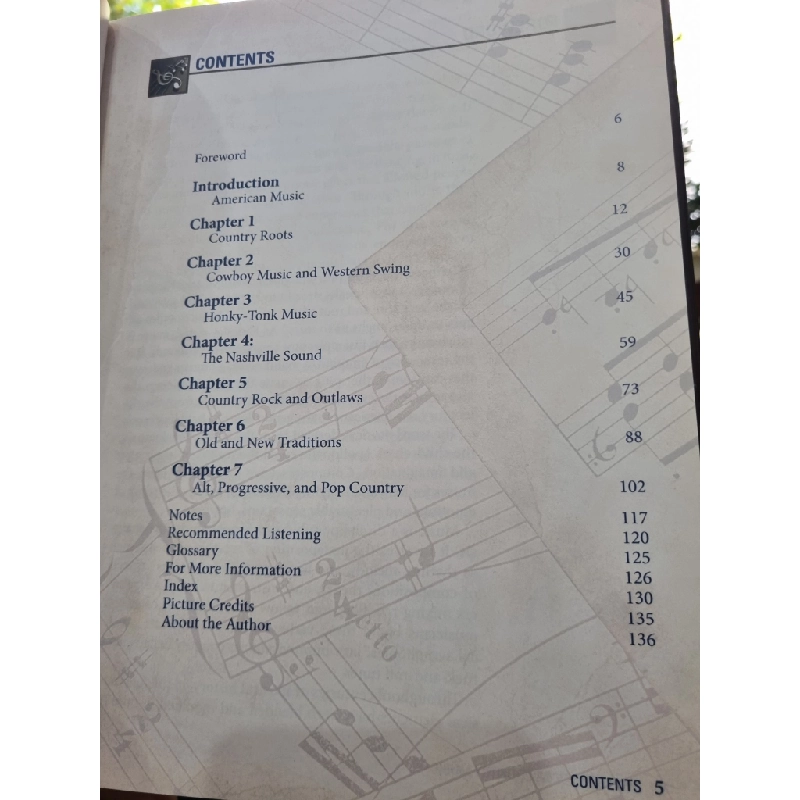 CONTENTS
Foreword 6
Introduction 8
American Music
Chapter 1 12
Country Roots
Chapter 2 30
Cowboy Music and Western Swing
Chapter 3 45
Honky-Tonk Music
Chapter 4: 59
The Nashville Sound
Chapter 5 73
Country Rock and Outlaws
Chapter 6 88
Old and New Traditions
Chapter 7 102
Alt, Progressive, and Pop Country
Notes 117
Recommended Listening 120
Glossary 125
For More Information 126
Index 130
Picture Credits 135
About the Author 136
CONTENTS 5